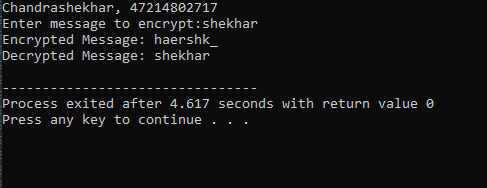 Chandrashekhar, 47214802717
Enter message to encrypt:shekhar
Encrypted Message: haershk_
Decrypted Message: shekhar
--------------------------------
Process exited after 4.617 seconds with return value 0
Press any key to continue . . .